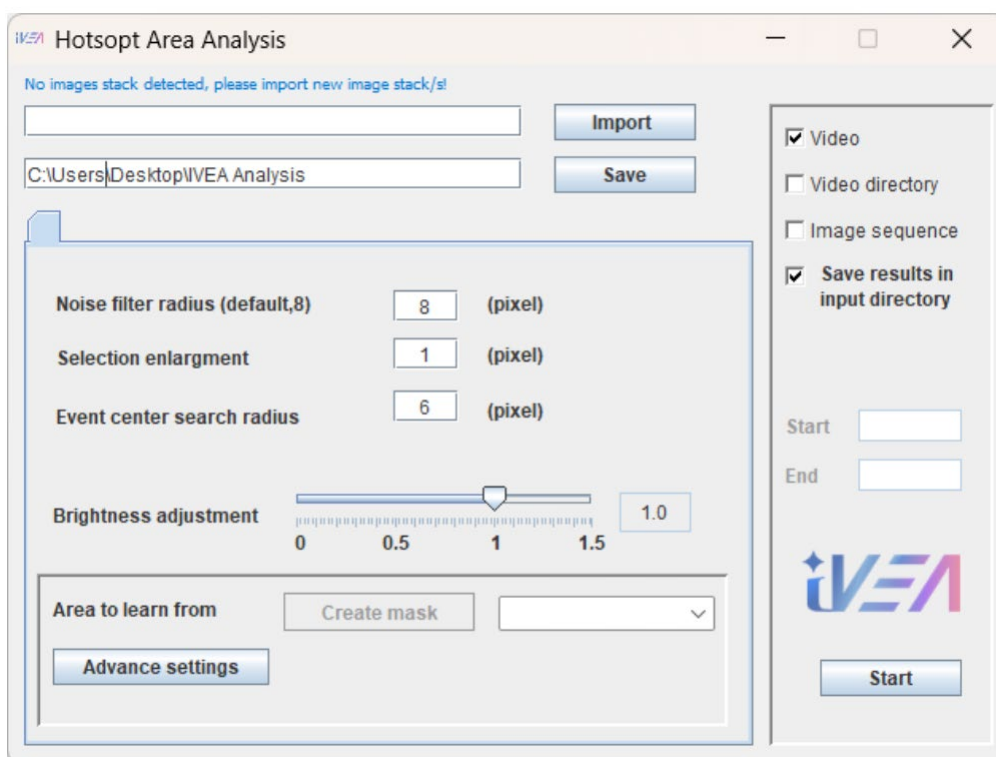 iVEA Hotsopt Area Analysis
No images stack detected, please import new image stack/s!
Import
C:\Users\Desktop\IVEA Analysis
Save
Noise filter radius (default,8) 8 (pixel)
Selection enlargment 1 (pixel)
Event center search radius 6 (pixel)
Brightness adjustment 1.0
0 0.5 1 1.5
Area to learn from Create mask
Advance settings
Video
Video directory
Image sequence
Save results in
input directory
Start
End
iVEA
Start